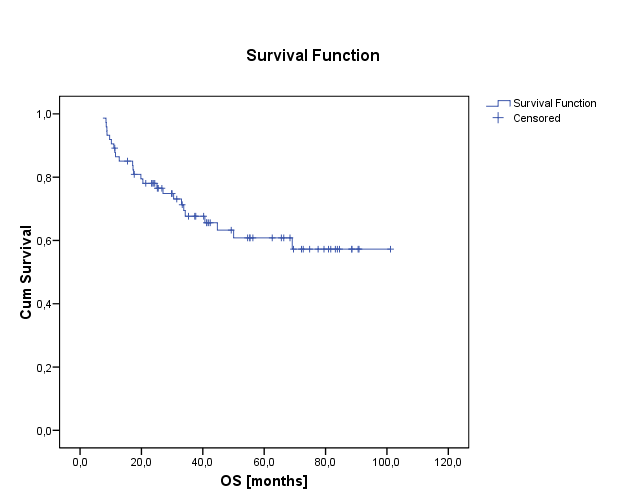 Survival Function
Survival Function
Censored
Cum Survival
1,0
0,8
0,6
0,4
0,2
0,0
0,0 20,0 40,0 60,0 80,0 100,0 120,0
OS [months]